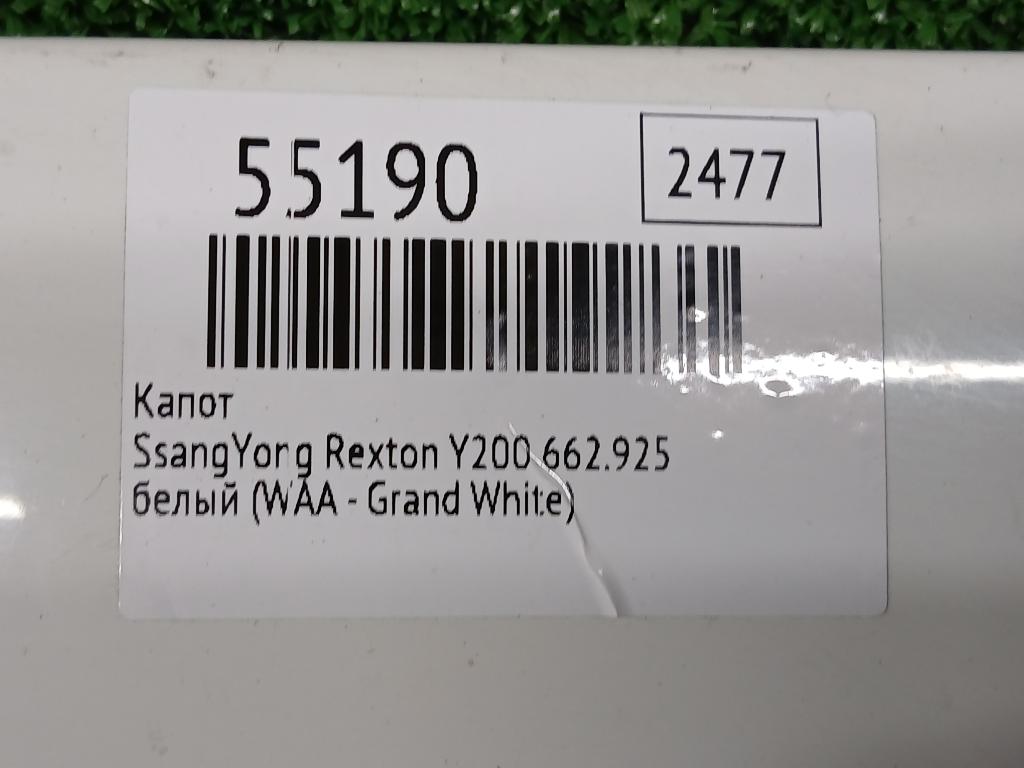 55190
2477
Капот
SsangYong Rexton Y200 662.925
белый (WAA - Grand White)